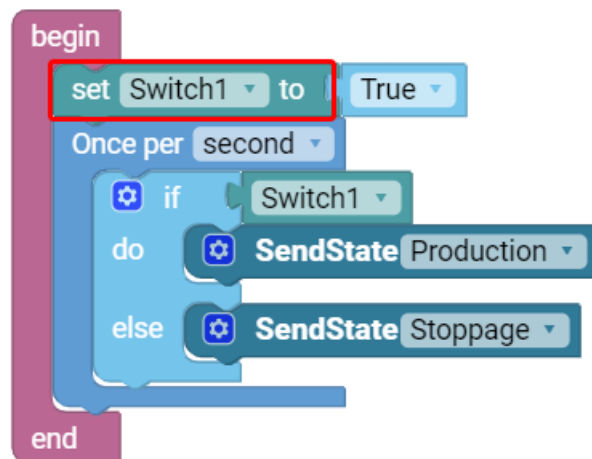 begin
set Switch1 to True
Once per second
if Switch1
do SendState Production
else SendState Stoppage
end